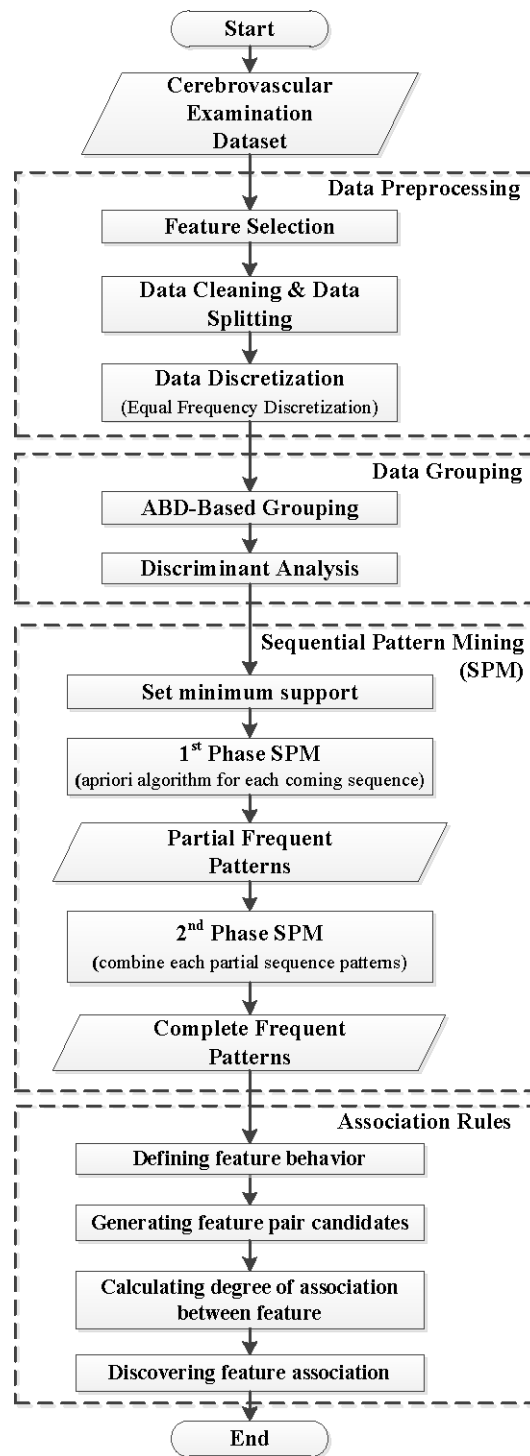 Start
Cerebrovascular
Examination
Dataset
Data Preprocessing
Feature Selection
Data Cleaning & Data
Splitting
Data Discretization
(Equal Frequency Discretization)
Data Grouping
ABD-Based Grouping
Discriminant Analysis
Sequential Pattern Mining
(SPM)
Set minimum support
1st Phase SPM
(apriori algorithm for each coming sequence)
Partial Frequent
Patterns
2nd Phase SPM
(combine each partial sequence patterns)
Complete Frequent
Patterns
Association Rules
Defining feature behavior
Generating feature pair candidates
Calculating degree of association
between feature
Discovering feature association
End